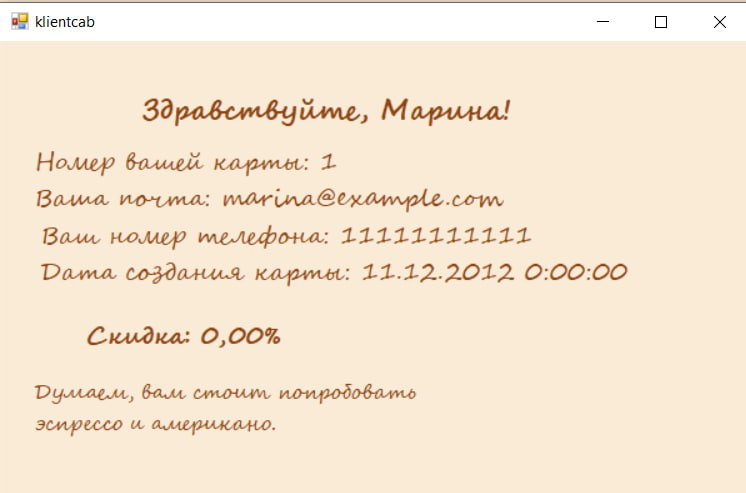 klientcab
Здравствуйте, Марина!
Номер вашей карты: 1
Ваша почта: marina@example.com
Ваш номер телефона: 11111111111
Дата создания карты: 11.12.2012 0:00:00
Скидка: 0,00%
Думаем, вам стоит попробовать
эспрессо и американо.